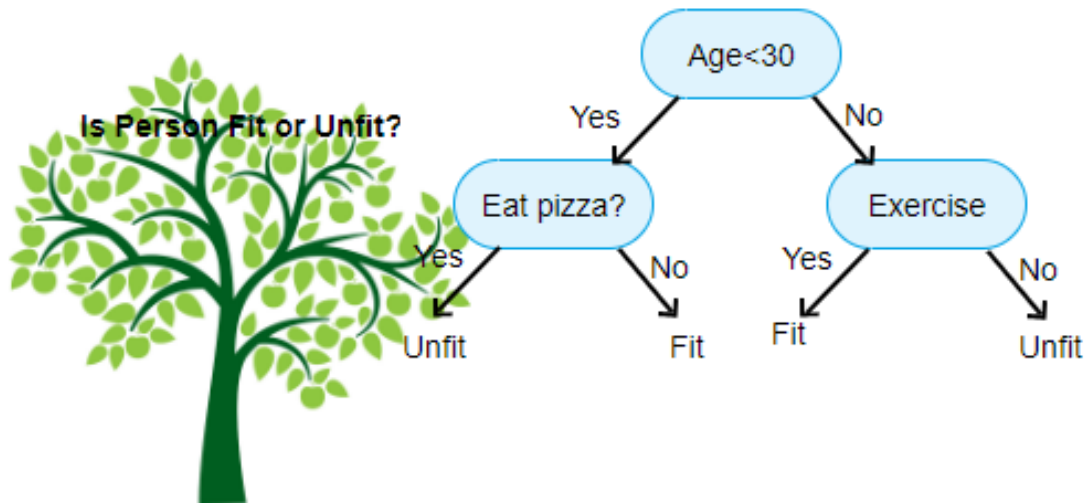 Age<30
Is Person Fit or Unfit?
Yes
No
Eat pizza?
Exercise
Yes
No
Yes
No
Unfit
Fit
Fit
Unfit